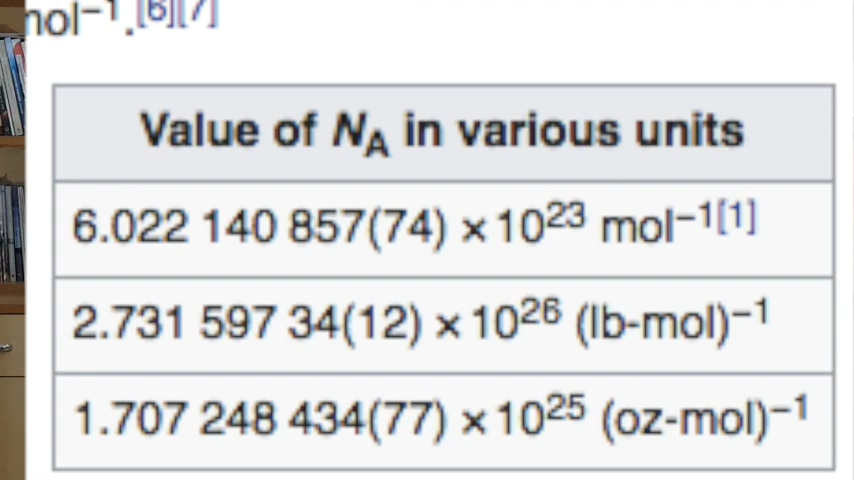 mol⁻¹.[6][7]
Value of N_A in various units
6.022 140 857(74) ×10²³ mol⁻¹[1]
2.731 597 34(12) ×10²⁶ (lb-mol)⁻¹
1.707 248 434(77) ×10²⁵ (oz-mol)⁻¹